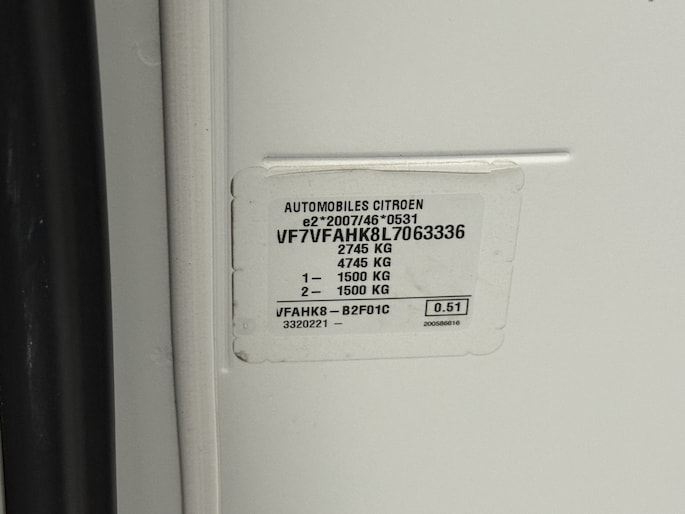 AUTOMOBILES CITROEN
e2*2007/46*0531
VF7VFAHK8L7063336
2745 KG
4745 KG
1– 1500 KG
2– 1500 KG
VFAHK8–B2F01C 0.51
3320221 – 200586616